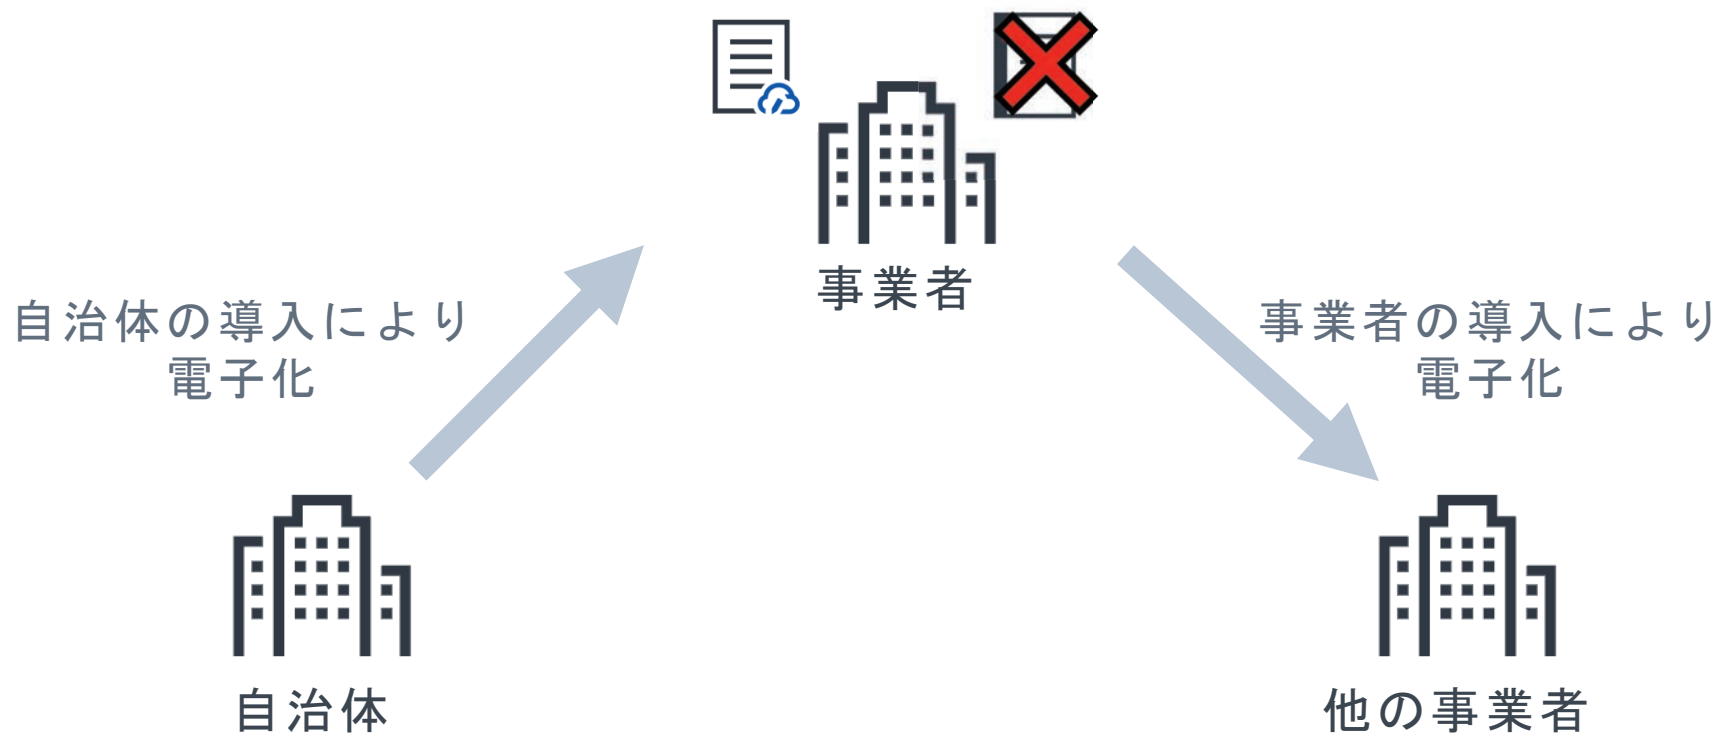 事業者
自治体の導入により
電子化
事業者の導入により
電子化
自治体
他の事業者